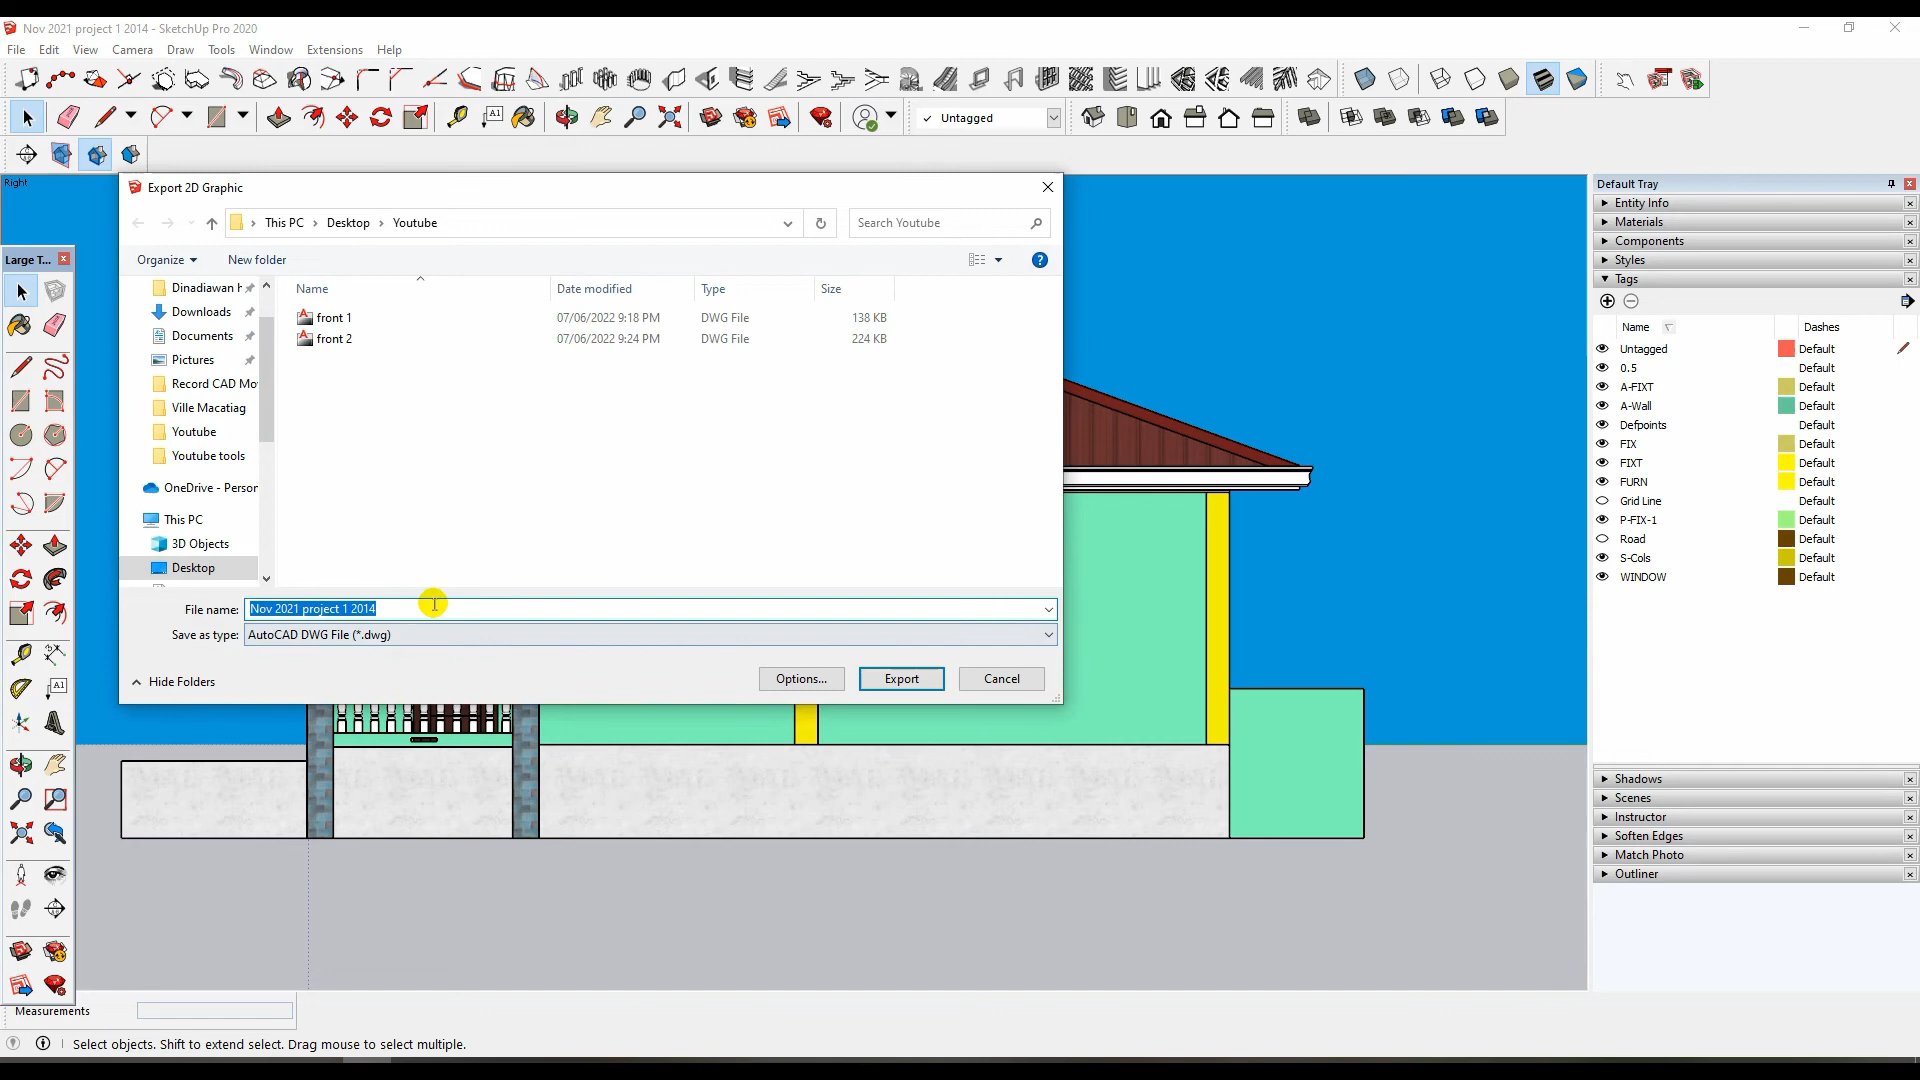 Nov 2021 project 1 2014 - SketchUp Pro 2020
File Edit View Camera Draw Tools Window Extensions Help
A1
Untagged
Right
Export 2D Graphic
This PC > Desktop > Youtube
Search Youtube
Organize New folder
Name Date modified Type Size
front 1 07/06/2022 9:18 PM DWG File 138 KB
front 2 07/06/2022 9:24 PM DWG File 224 KB
Dinadiawan h
Downloads
Documents
Pictures
Record CAD Mo
Ville Macatiag
Youtube
Youtube tools
OneDrive - Person
This PC
3D Objects
Desktop
File name: Nov 2021 project 1 2014
Save as type: AutoCAD DWG File (*.dwg)
Hide Folders
Options... Export Cancel
Large T...
A1
Default Tray
Entity Info
Materials
Components
Styles
Tags
Name Dashes
Untagged Default
0.5 Default
A-FIXT Default
A-Wall Default
Defpoints Default
FIX Default
FIXT Default
FURN Default
Grid Line Default
P-FIX-1 Default
Road Default
S-Cols Default
WINDOW Default
Shadows
Scenes
Instructor
Soften Edges
Match Photo
Outliner
Measurements
Select objects. Shift to extend select. Drag mouse to select multiple.